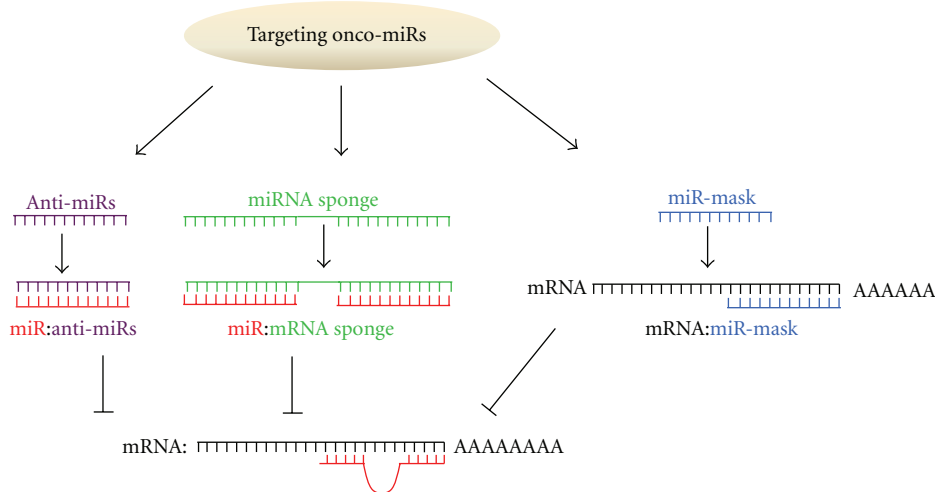 Targeting onco-miRs
Anti-miRs
miRNA sponge
miR-mask
mRNA
AAAAAA
miR:anti-miRs
miR:mRNA sponge
mRNA:miR-mask
mRNA:
AAAAAAAA